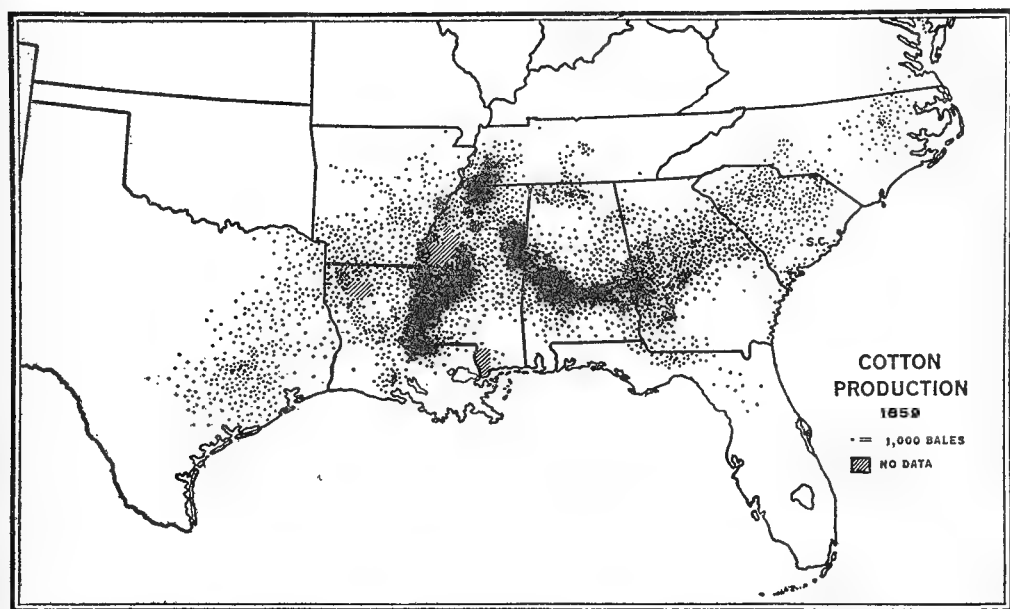 S.C.
COTTON
PRODUCTION
1859
• = 1,000 BALES
NO DATA